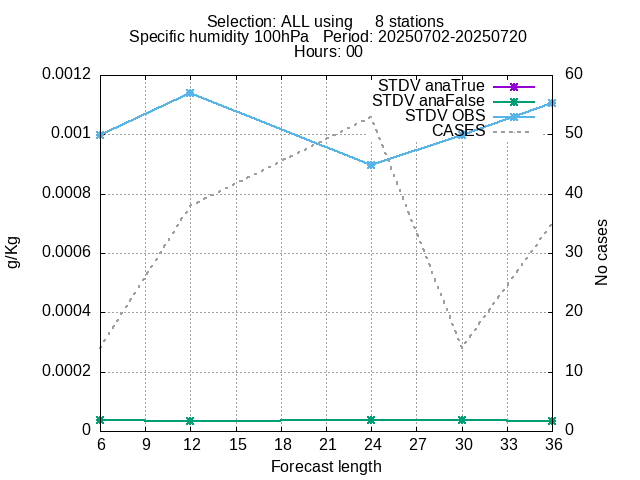 Selection: ALL using     8 stations
Specific humidity 100hPa   Period: 20250702-20250720
Hours: 00
0.0012
0.001
0.0008
0.0006
0.0004
0.0002
0
g/Kg
STDV anaTrue
STDV anaFalse
STDV OBS
CASES
60
50
40
30
20
10
0
No cases
6 9 12 15 18 21 24 27 30 33 36
Forecast length